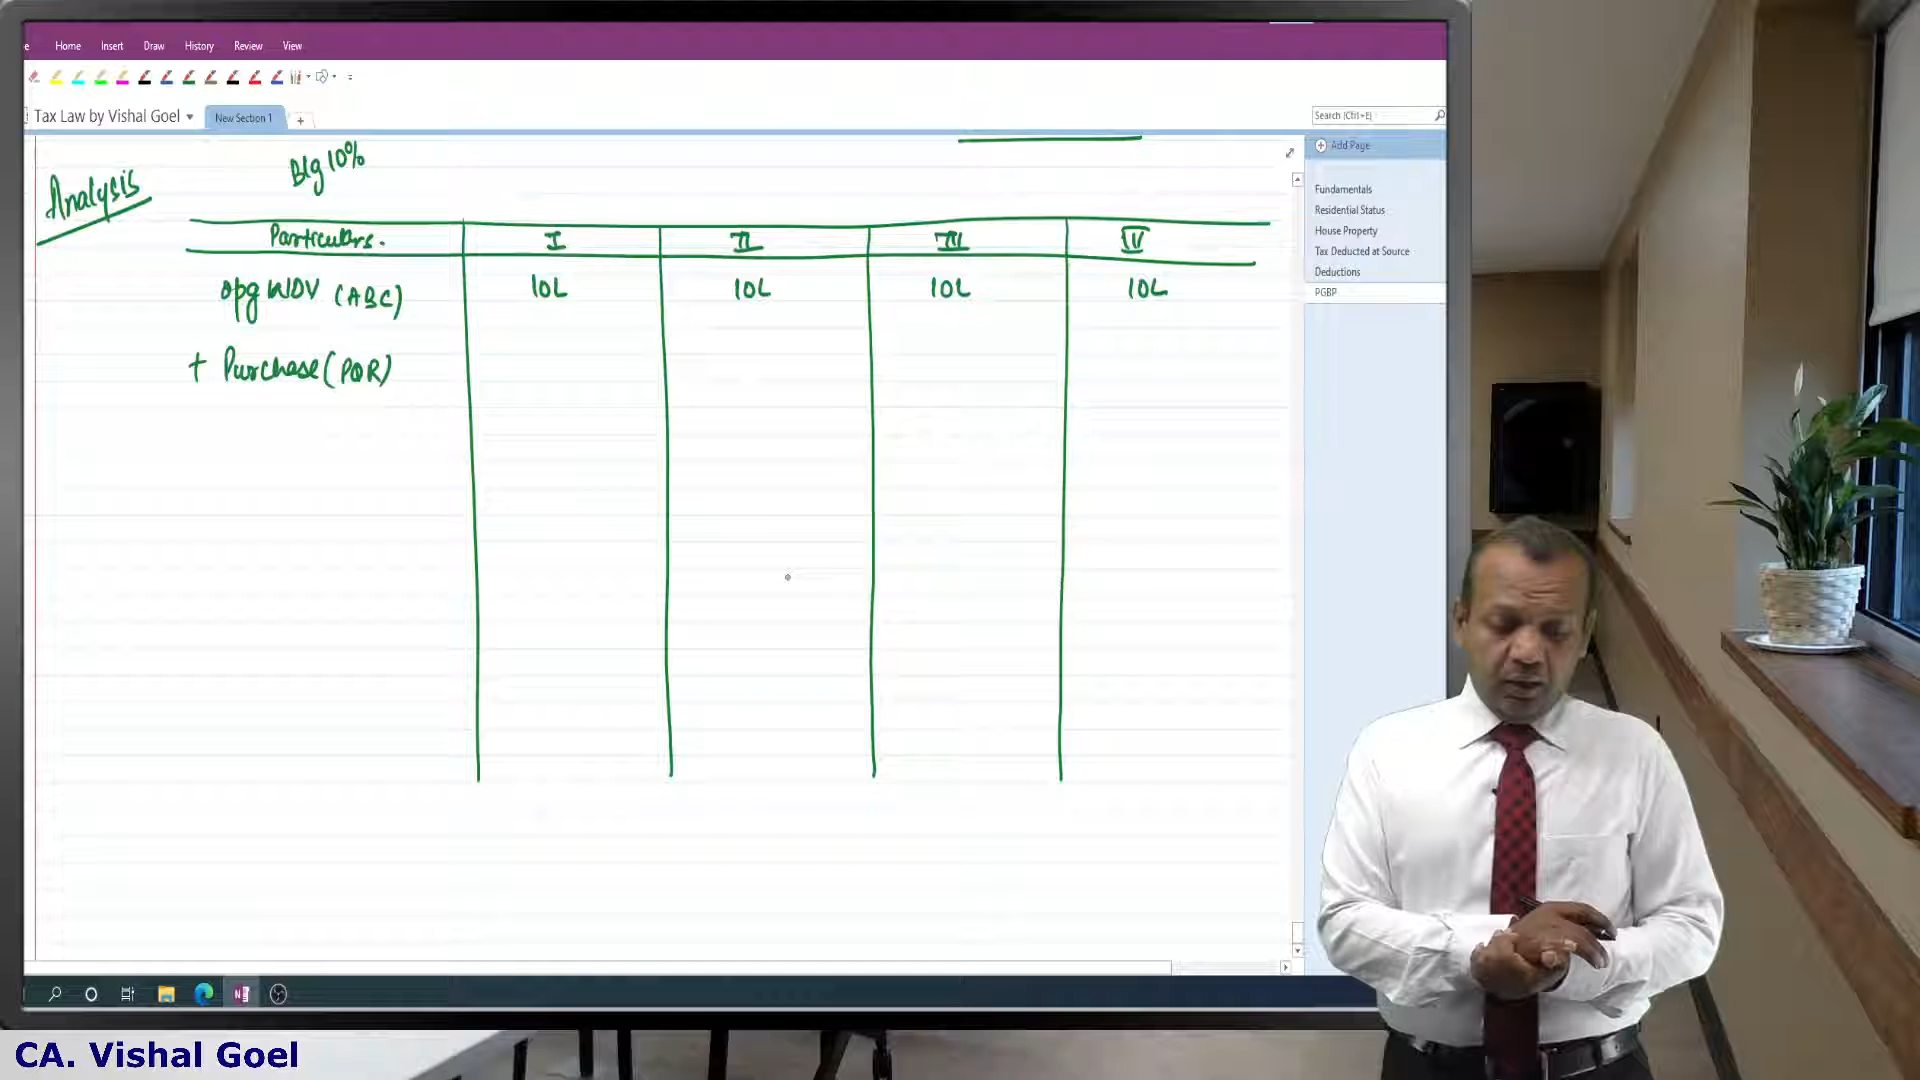 Home Insert Draw History Review View
Tax Law by Vishal Goel New Section 1 +
Search (Ctrl+E)
Add Page
Fundamentals
Residential Status
House Property
Tax Deducted at Source
Deductions
PGBP
Analysis
Blg 10%
Particulars. I II III IV
opg WDV (ABC) 10L 10L 10L 10L
+ Purchase (PQR)
CA. Vishal Goel